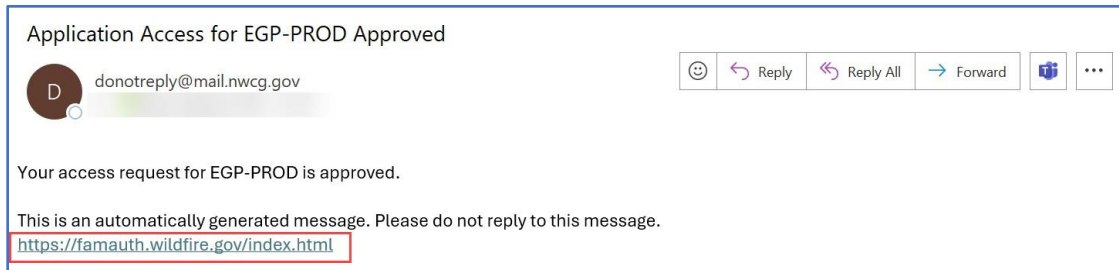 Application Access for EGP-PROD Approved
D
donotreply@mail.nwcg.gov
Reply
Reply All
Forward
Your access request for EGP-PROD is approved.
This is an automatically generated message. Please do not reply to this message.
https://famauth.wildfire.gov/index.html